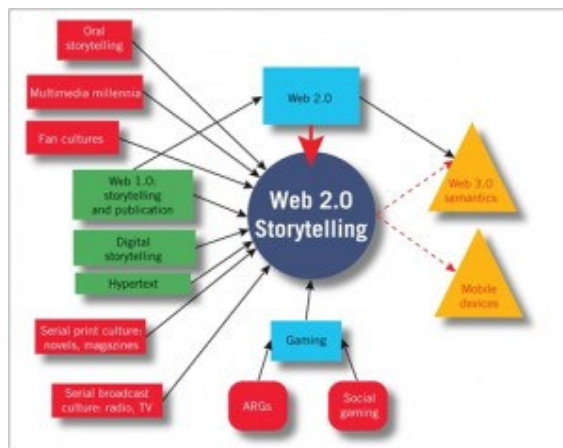 Oral
storytelling
Multimedia millennia
Fan cultures
Web 1.0:
storytelling
and publication
Digital
storytelling
Hypertext
Serial print culture:
novels, magazines
Serial broadcast
culture: radio, TV
Web 2.0
Web 2.0
Storytelling
Gaming
ARGs
Social
gaming
Web 3.0
semantics
Mobile
devices